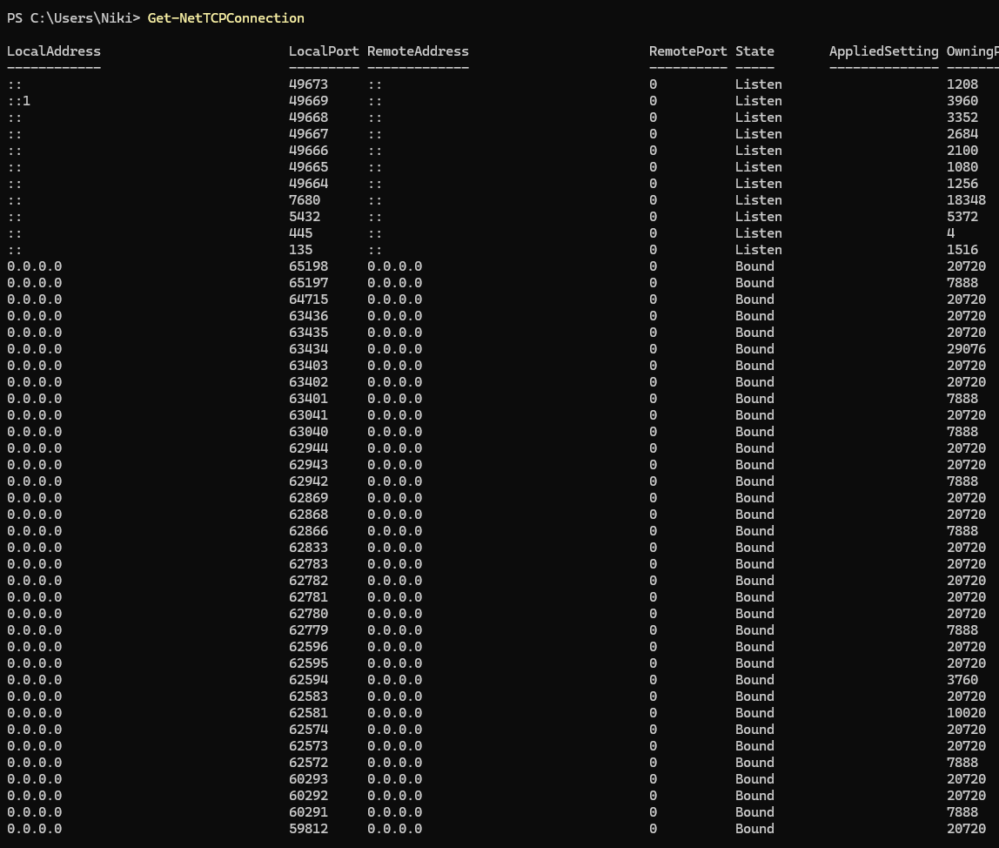 PS C:\Users\Niki> Get-NetTCPConnection
LocalAddress LocalPort RemoteAddress RemotePort State AppliedSetting OwningP
------------ --------- ------------- ---------- ----- -------------- -------
:: 49673 :: 0 Listen 1208
::1 49669 :: 0 Listen 3960
:: 49668 :: 0 Listen 3352
:: 49667 :: 0 Listen 2684
:: 49666 :: 0 Listen 2100
:: 49665 :: 0 Listen 1080
:: 49664 :: 0 Listen 1256
:: 7680 :: 0 Listen 18348
:: 5432 :: 0 Listen 5372
:: 445 :: 0 Listen 4
:: 135 :: 0 Listen 1516
0.0.0.0 65198 0.0.0.0 0 Bound 20720
0.0.0.0 65197 0.0.0.0 0 Bound 7888
0.0.0.0 64715 0.0.0.0 0 Bound 20720
0.0.0.0 63436 0.0.0.0 0 Bound 20720
0.0.0.0 63435 0.0.0.0 0 Bound 20720
0.0.0.0 63434 0.0.0.0 0 Bound 29076
0.0.0.0 63403 0.0.0.0 0 Bound 20720
0.0.0.0 63402 0.0.0.0 0 Bound 20720
0.0.0.0 63401 0.0.0.0 0 Bound 7888
0.0.0.0 63041 0.0.0.0 0 Bound 20720
0.0.0.0 63040 0.0.0.0 0 Bound 7888
0.0.0.0 62944 0.0.0.0 0 Bound 20720
0.0.0.0 62943 0.0.0.0 0 Bound 20720
0.0.0.0 62942 0.0.0.0 0 Bound 7888
0.0.0.0 62869 0.0.0.0 0 Bound 20720
0.0.0.0 62868 0.0.0.0 0 Bound 20720
0.0.0.0 62866 0.0.0.0 0 Bound 7888
0.0.0.0 62833 0.0.0.0 0 Bound 20720
0.0.0.0 62783 0.0.0.0 0 Bound 20720
0.0.0.0 62782 0.0.0.0 0 Bound 20720
0.0.0.0 62781 0.0.0.0 0 Bound 20720
0.0.0.0 62780 0.0.0.0 0 Bound 20720
0.0.0.0 62779 0.0.0.0 0 Bound 7888
0.0.0.0 62596 0.0.0.0 0 Bound 20720
0.0.0.0 62595 0.0.0.0 0 Bound 20720
0.0.0.0 62594 0.0.0.0 0 Bound 3760
0.0.0.0 62583 0.0.0.0 0 Bound 20720
0.0.0.0 62581 0.0.0.0 0 Bound 10020
0.0.0.0 62574 0.0.0.0 0 Bound 20720
0.0.0.0 62573 0.0.0.0 0 Bound 20720
0.0.0.0 62572 0.0.0.0 0 Bound 7888
0.0.0.0 60293 0.0.0.0 0 Bound 20720
0.0.0.0 60292 0.0.0.0 0 Bound 20720
0.0.0.0 60291 0.0.0.0 0 Bound 7888
0.0.0.0 59812 0.0.0.0 0 Bound 20720